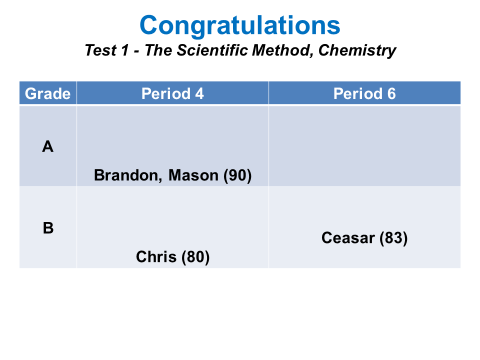 Congratulations
Test 1 - The Scientific Method, Chemistry
Grade Period 4 Period 6
A
Brandon, Mason (90)
B
Ceasar (83)
Chris (80)